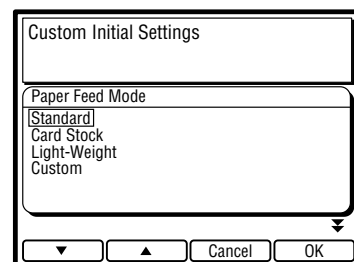 Custom Initial Settings
Paper Feed Mode
Standard
Card Stock
Light-Weight
Custom
▼ ▲ Cancel OK